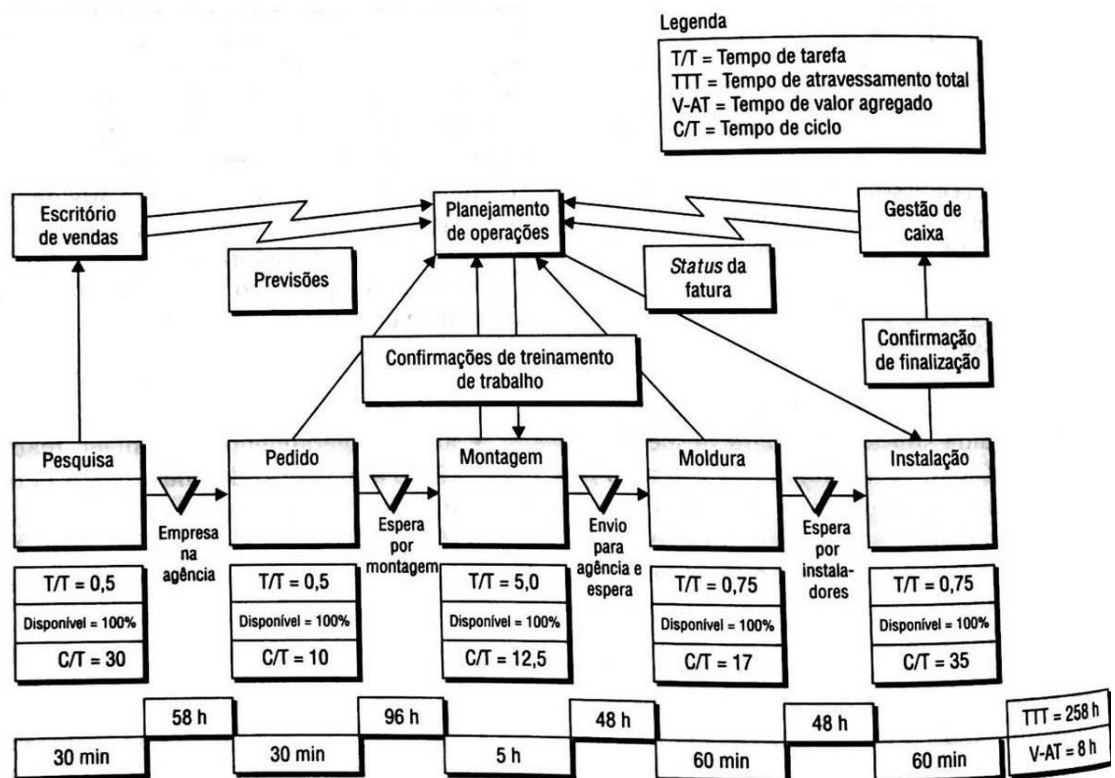 Legenda
T/T = Tempo de tarefa
TTT = Tempo de atravessamento total
V-AT = Tempo de valor agregado
C/T = Tempo de ciclo
Escritório
de vendas
Planejamento
de operações
Gestão de
caixa
Previsões
Status da
fatura
Confirmações de treinamento
de trabalho
Confirmação
de finalização
Pesquisa
Pedido
Montagem
Moldura
Instalação
Empresa
na
agência
Espera
por
montagem
Envio
para
agência e
espera
Espera
por
instala-
dores
T/T = 0,5
Disponível = 100%
C/T = 30
T/T = 0,5
Disponível = 100%
C/T = 10
T/T = 5,0
Disponível = 100%
C/T = 12,5
T/T = 0,75
Disponível = 100%
C/T = 17
T/T = 0,75
Disponível = 100%
C/T = 35
58 h
96 h
48 h
48 h
TTT = 258 h
30 min
30 min
5 h
60 min
60 min
V-AT = 8 h